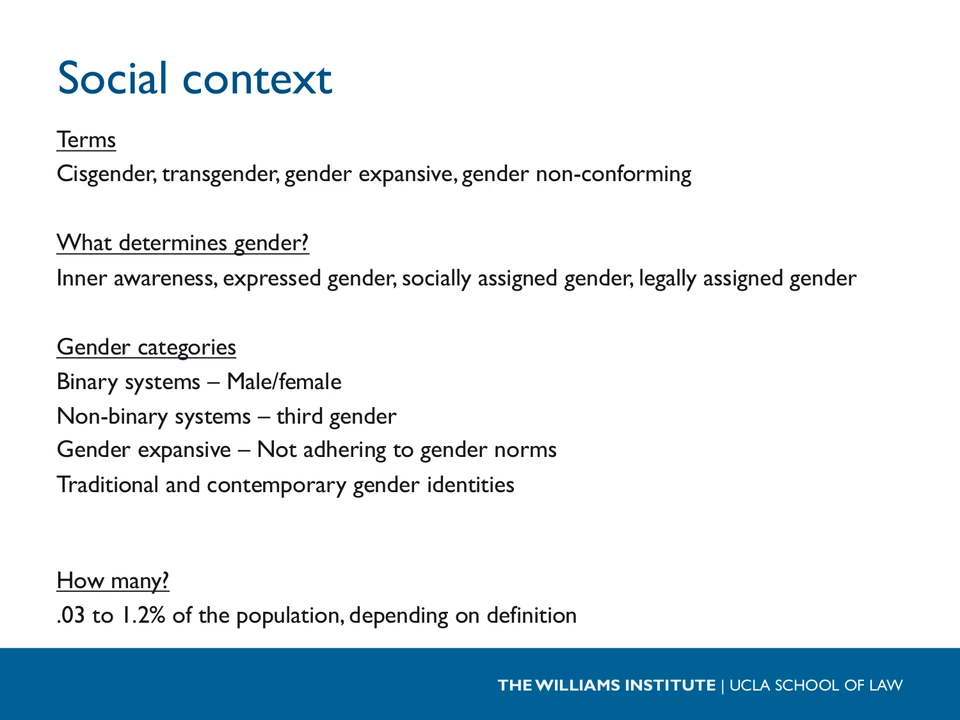 Social context
Terms
Cisgender, transgender, gender expansive, gender non-conforming
What determines gender?
Inner awareness, expressed gender, socially assigned gender, legally assigned gender
Gender categories
Binary systems – Male/female
Non-binary systems – third gender
Gender expansive – Not adhering to gender norms
Traditional and contemporary gender identities
How many?
.03 to 1.2% of the population, depending on definition
THE WILLIAMS INSTITUTE | UCLA SCHOOL OF LAW